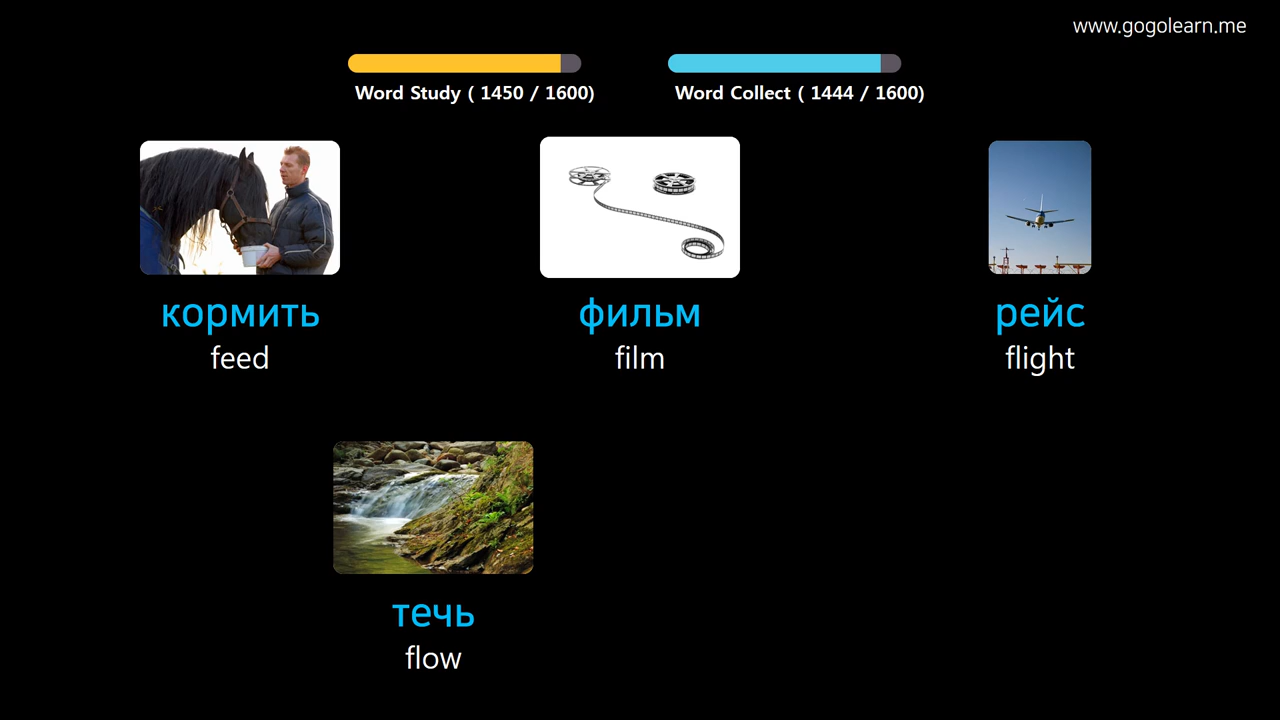 www.gogolearn.me
Word Study ( 1450 / 1600)
Word Collect ( 1444 / 1600)
кормить
feed
фильм
film
рейс
flight
течь
flow